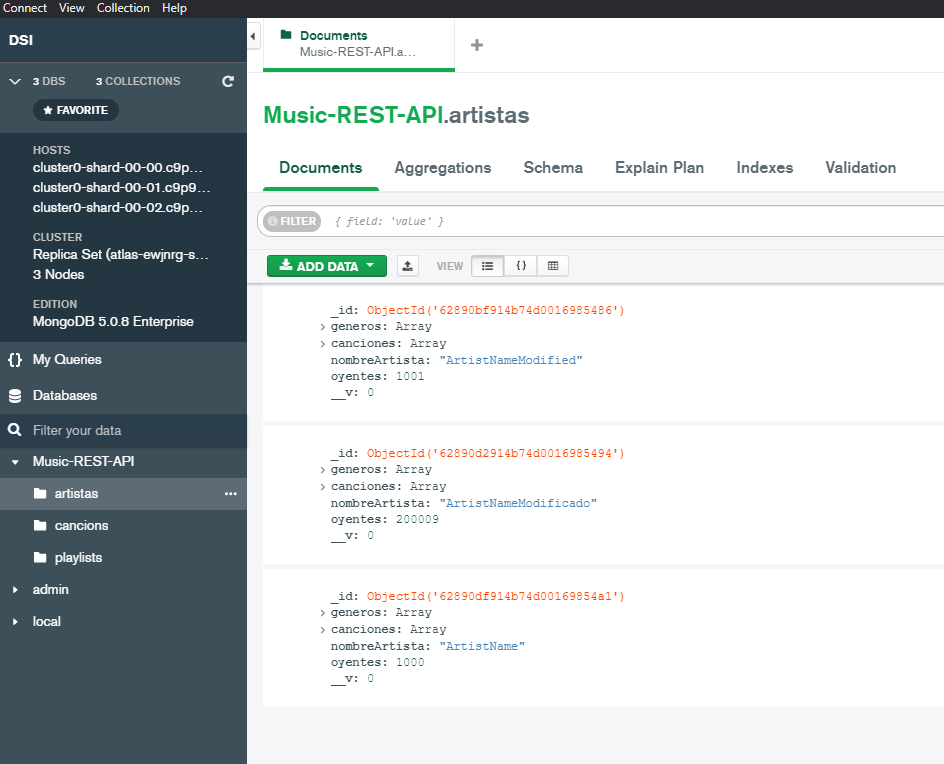 Connect View Collection Help
DSI
3 DBS 3 COLLECTIONS
★ FAVORITE
HOSTS
cluster0-shard-00-00.c9p...
cluster0-shard-00-01.c9p9...
cluster0-shard-00-02.c9p...
CLUSTER
Replica Set (atlas-ewjnrg-s...
3 Nodes
EDITION
MongoDB 5.0.8 Enterprise
{} My Queries
Databases
Filter your data
Music-REST-API
artistas ...
cancions
playlists
admin
local
Documents
Music-REST-API.a...
+
Music-REST-API.artistas
Documents Aggregations Schema Explain Plan Indexes Validation
FILTER { field: 'value' }
ADD DATA VIEW {}
_id: ObjectId('62890bf914b74d0016985486')
generos: Array
canciones: Array
nombreArtista: "ArtistNameModified"
oyentes: 1001
__v: 0
_id: ObjectId('62890d2914b74d0016985494')
generos: Array
canciones: Array
nombreArtista: "ArtistNameModificado"
oyentes: 200009
__v: 0
_id: ObjectId('62890df914b74d00169854a1')
generos: Array
canciones: Array
nombreArtista: "ArtistName"
oyentes: 1000
__v: 0